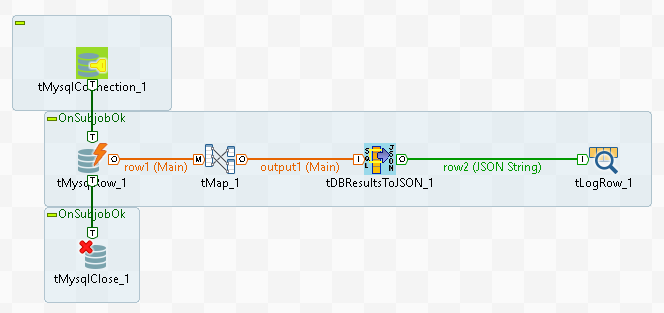 tMysqlConnection_1
OnSubjobOk
tMysqlRow_1
row1 (Main)
tMap_1
output1 (Main)
tDBResultsToJSON_1
row2 (JSON String)
tLogRow_1
OnSubjobOk
tMysqlClose_1